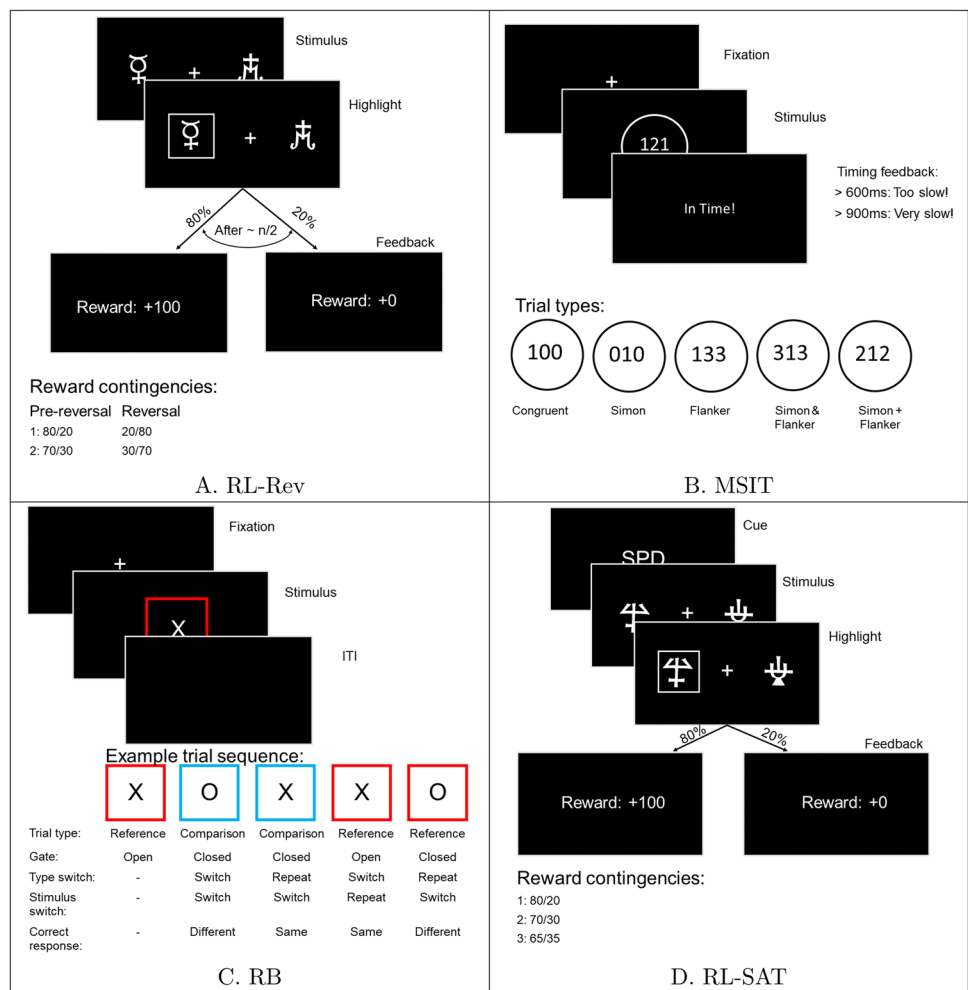 Stimulus
+
Highlight
+
80%
20%
After ~ n/2
Feedback
Reward: +100
Reward: +0
Reward contingencies:
Pre-reversal Reversal
1: 80/20 20/80
2: 70/30 30/70
A. RL-Rev
Fixation
+
Stimulus
121
In Time!
Timing feedback:
> 600ms: Too slow!
> 900ms: Very slow!
Trial types:
100 010 133 313 212
Congruent Simon Flanker Simon & Simon +
Flanker Flanker
B. MSIT
Fixation
+
Stimulus
X
ITI
Example trial sequence:
X O X X O
Trial type: Reference Comparison Comparison Reference Reference
Gate: Open Closed Closed Open Closed
Type switch: - Switch Repeat Switch Repeat
Stimulus - Switch Switch Repeat Switch
switch:
Correct - Different Same Same Different
response:
C. RB
Cue
SPD
Stimulus
+
Highlight
+
80%
20%
Feedback
Reward: +100
Reward: +0
Reward contingencies:
1: 80/20
2: 70/30
3: 65/35
D. RL-SAT